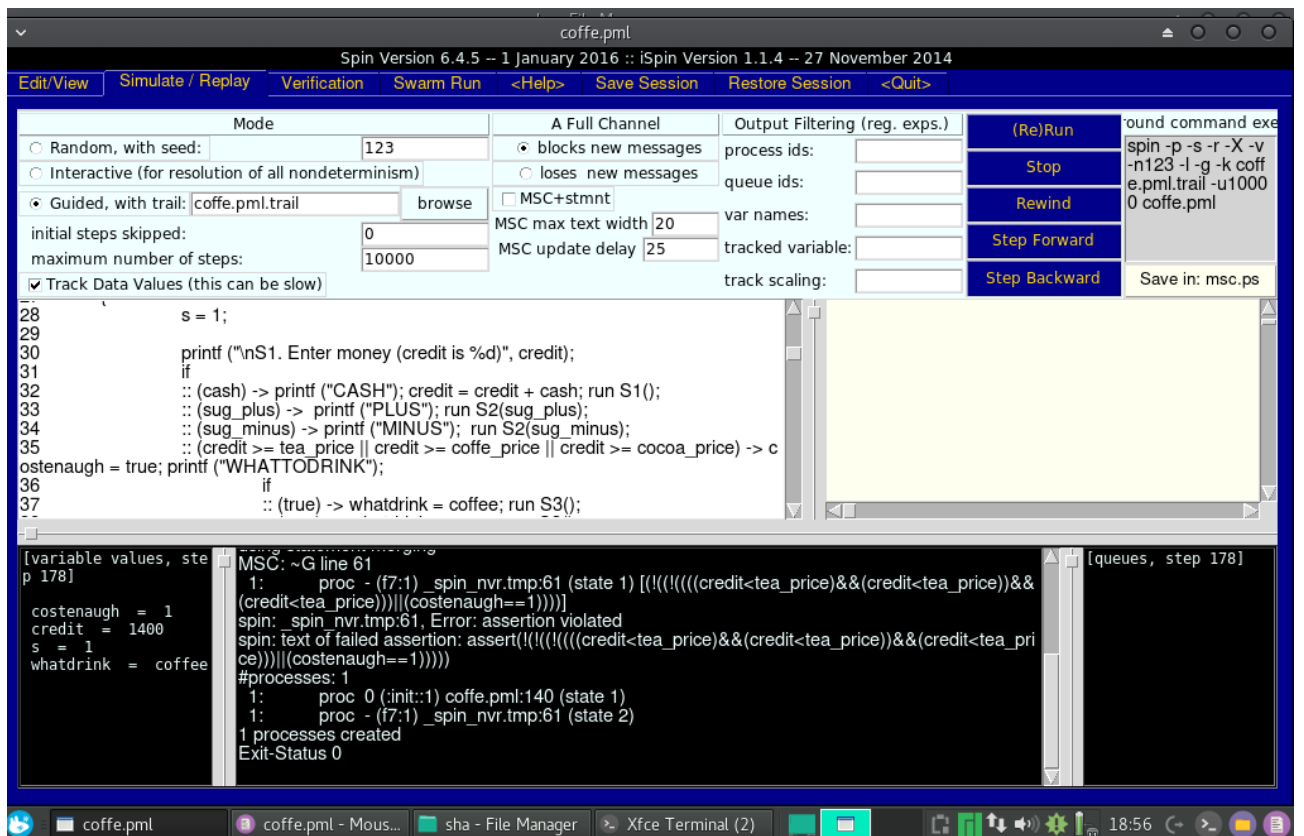 coffe.pml
Spin Version 6.4.5 -- 1 January 2016 :: iSpin Version 1.1.4 -- 27 November 2014
Edit/View Simulate / Replay Verification Swarm Run <Help> Save Session Restore Session <Quit>
Mode
Random, with seed: 123
Interactive (for resolution of all nondeterminism)
Guided, with trail: coffe.pml.trail browse
initial steps skipped: 0
maximum number of steps: 10000
Track Data Values (this can be slow)
A Full Channel
blocks new messages
loses new messages
MSC+stmnt
MSC max text width 20
MSC update delay 25
Output Filtering (reg. exps.)
process ids:
queue ids:
var names:
tracked variable:
track scaling:
(Re)Run
Stop
Rewind
Step Forward
Step Backward
ound command exe
spin -p -s -r -X -v
-n123 -l -g -k coff
e.pml.trail -u1000
0 coffe.pml
Save in: msc.ps
28 s = 1;
29
30 printf ("\nS1. Enter money (credit is %d)", credit);
31 if
32 :: (cash) -> printf ("CASH"); credit = credit + cash; run S1();
33 :: (sug_plus) -> printf ("PLUS"); run S2(sug_plus);
34 :: (sug_minus) -> printf ("MINUS"); run S2(sug_minus);
35 :: (credit >= tea_price || credit >= coffe_price || credit >= cocoa_price) -> c
ostenaugh = true; printf ("WHATTODRINK");
36 if
37 :: (true) -> whatdrink = coffee; run S3();
[variable values, ste
p 178]
costenaugh = 1
credit = 1400
s = 1
whatdrink = coffee
using statement merging
MSC: ~G line 61
1: proc - (f7:1) _spin_nvr.tmp:61 (state 1) [(!((!((((credit<tea_price)&&(credit<tea_price))&&
(credit<tea_price)))||(costenaugh==1))))]
spin: _spin_nvr.tmp:61, Error: assertion violated
spin: text of failed assertion: assert(!(!((!((((credit<tea_price)&&(credit<tea_price))&&(credit<tea_pri
ce)))||(costenaugh==1)))))
#processes: 1
1: proc 0 (:init::1) coffe.pml:140 (state 1)
1: proc - (f7:1) _spin_nvr.tmp:61 (state 2)
1 processes created
Exit-Status 0
[queues, step 178]
coffe.pml coffe.pml - Mous... sha - File Manager Xfce Terminal (2) 18:56